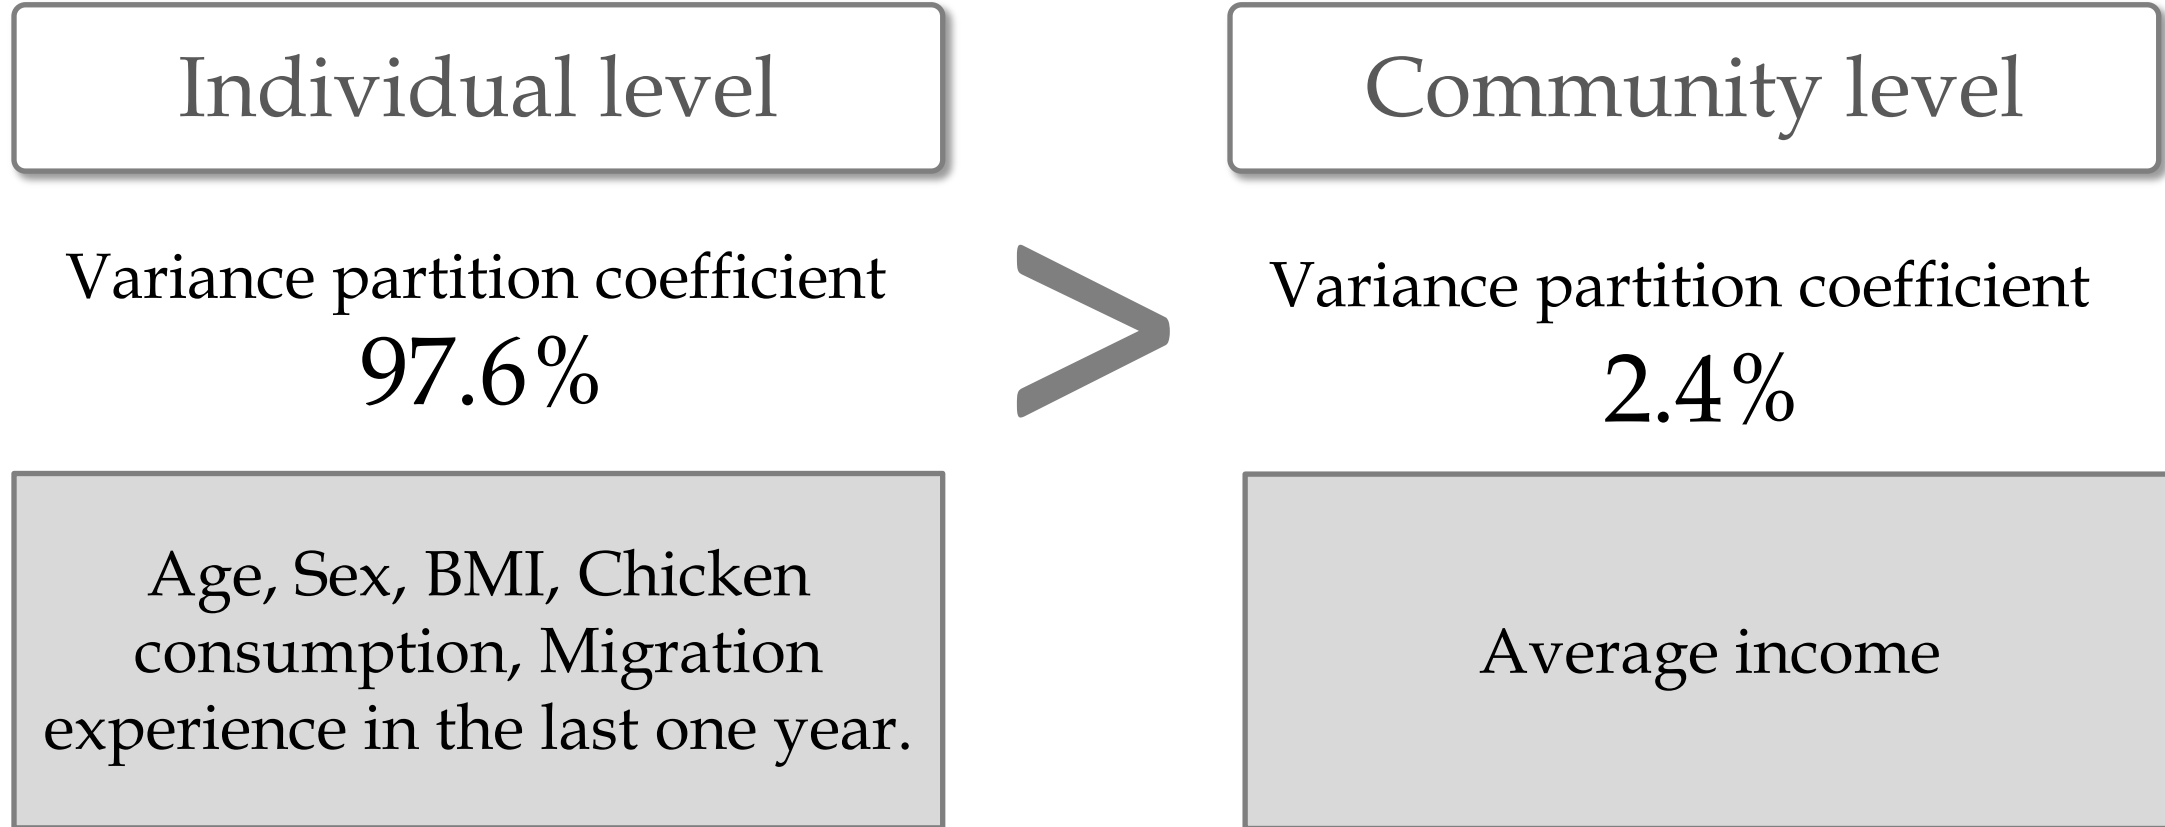 Individual level
Variance partition coefficient
97.6%
Age, Sex, BMI, Chicken
consumption, Migration
experience in the last one year.
>
Community level
Variance partition coefficient
2.4%
Average income